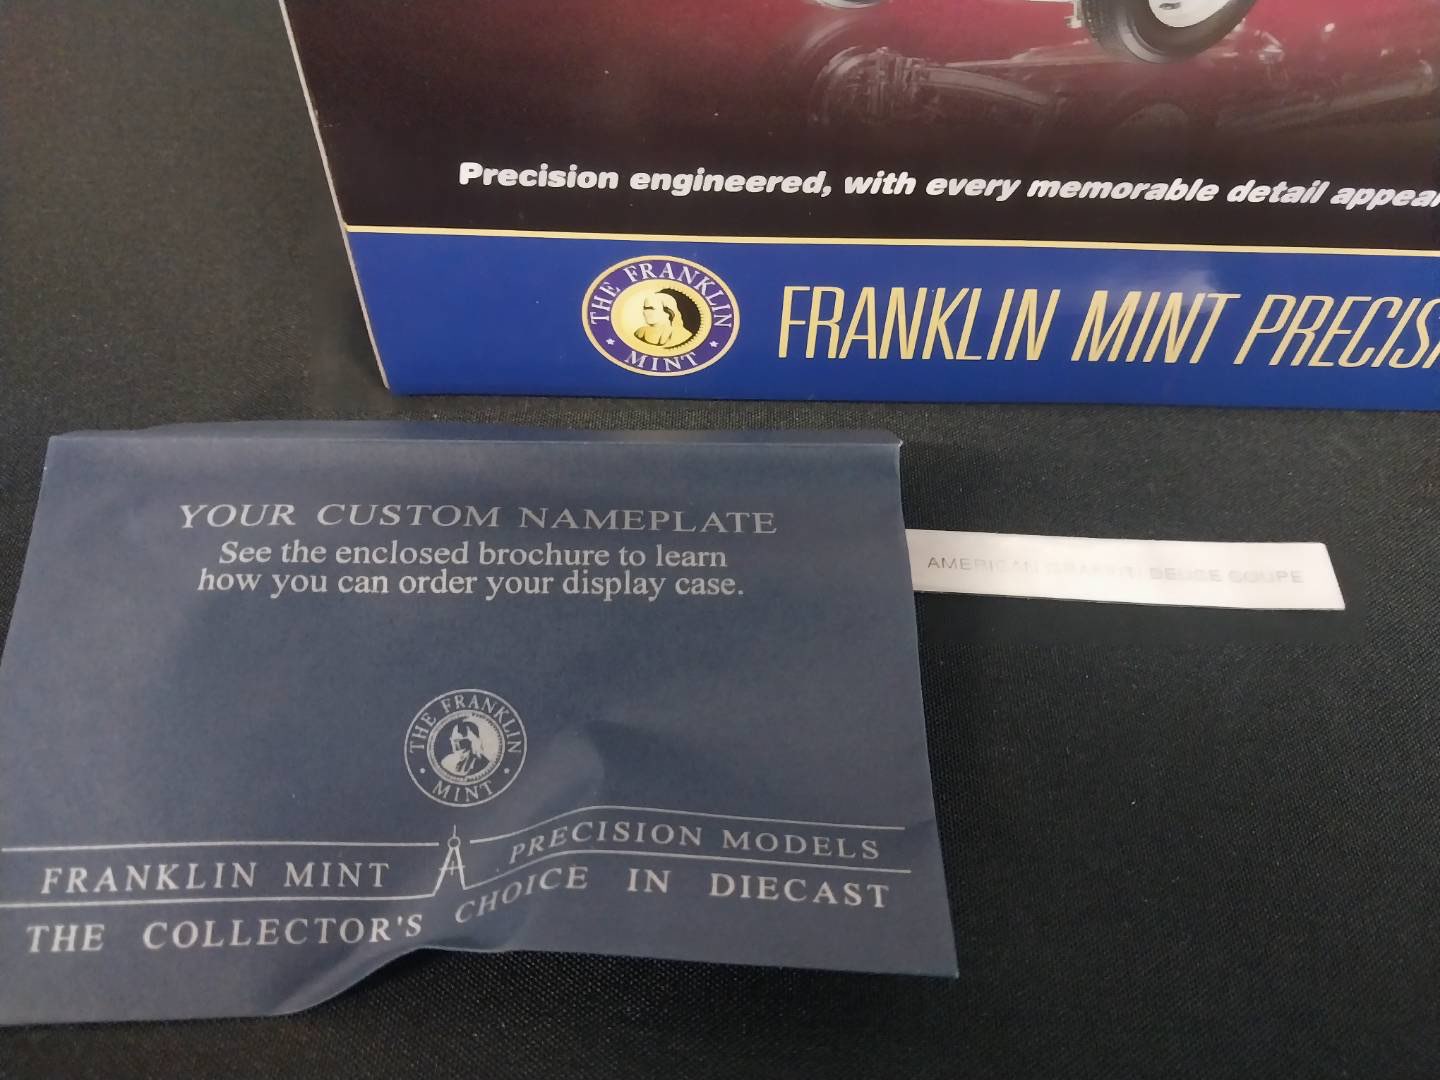 Precision engineered, with every memorable detail appea
THE FRANKLIN MINT
FRANKLIN MINT PRECIS
YOUR CUSTOM NAMEPLATE
See the enclosed brochure to learn
how you can order your display case.
AMERICAN GRAFFITI DEUCE COUPE
THE FRANKLIN MINT
FRANKLIN MINT PRECISION MODELS
THE COLLECTOR'S CHOICE IN DIECAST